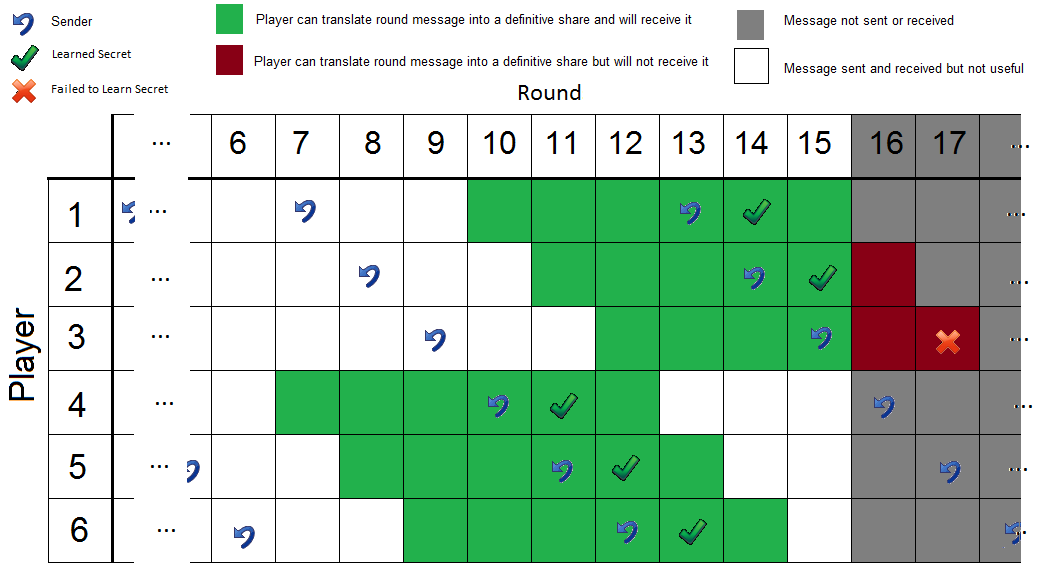 Sender
Learned Secret
Failed to Learn Secret
Player can translate round message into a definitive share and will receive it
Player can translate round message into a definitive share but will not receive it
Message not sent or received
Message sent and received but not useful
Round
... 6 7 8 9 10 11 12 13 14 15 16 17 ...
Player
1 ... ...
2 ... ...
3 ... ...
4 ... ...
5 ... ...
6 ... ...